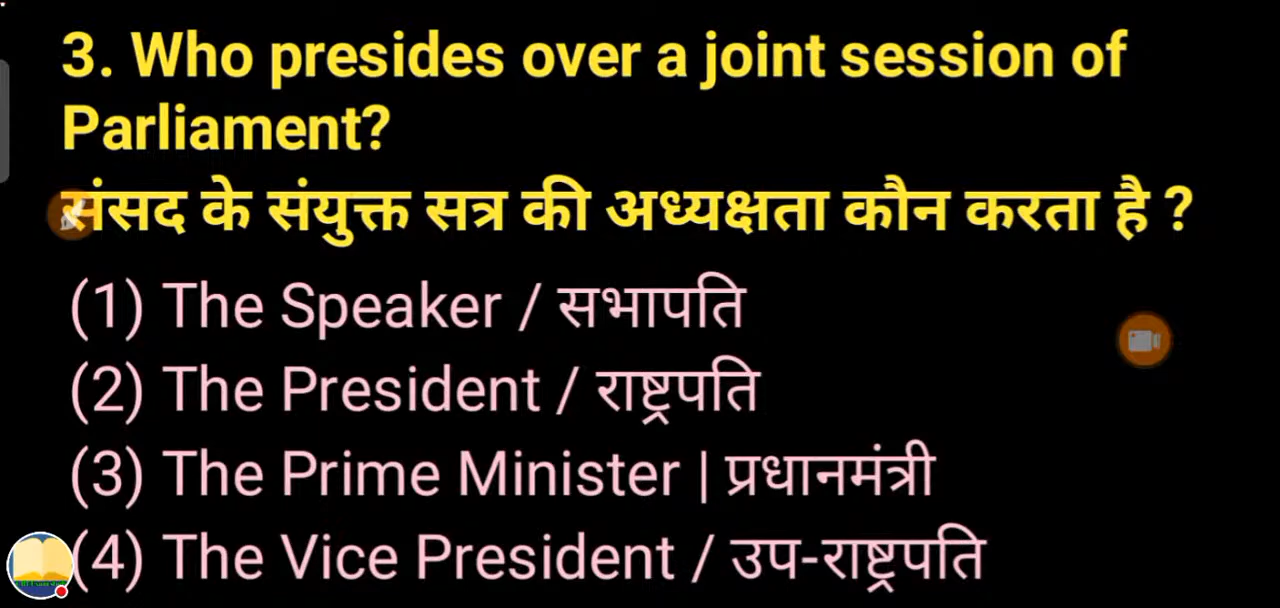 3. Who presides over a joint session of
Parliament?
संसद के संयुक्त सत्र की अध्यक्षता कौन करता है ?
(1) The Speaker / सभापति
(2) The President / राष्ट्रपति
(3) The Prime Minister | प्रधानमंत्री
(4) The Vice President / उप-राष्ट्रपति